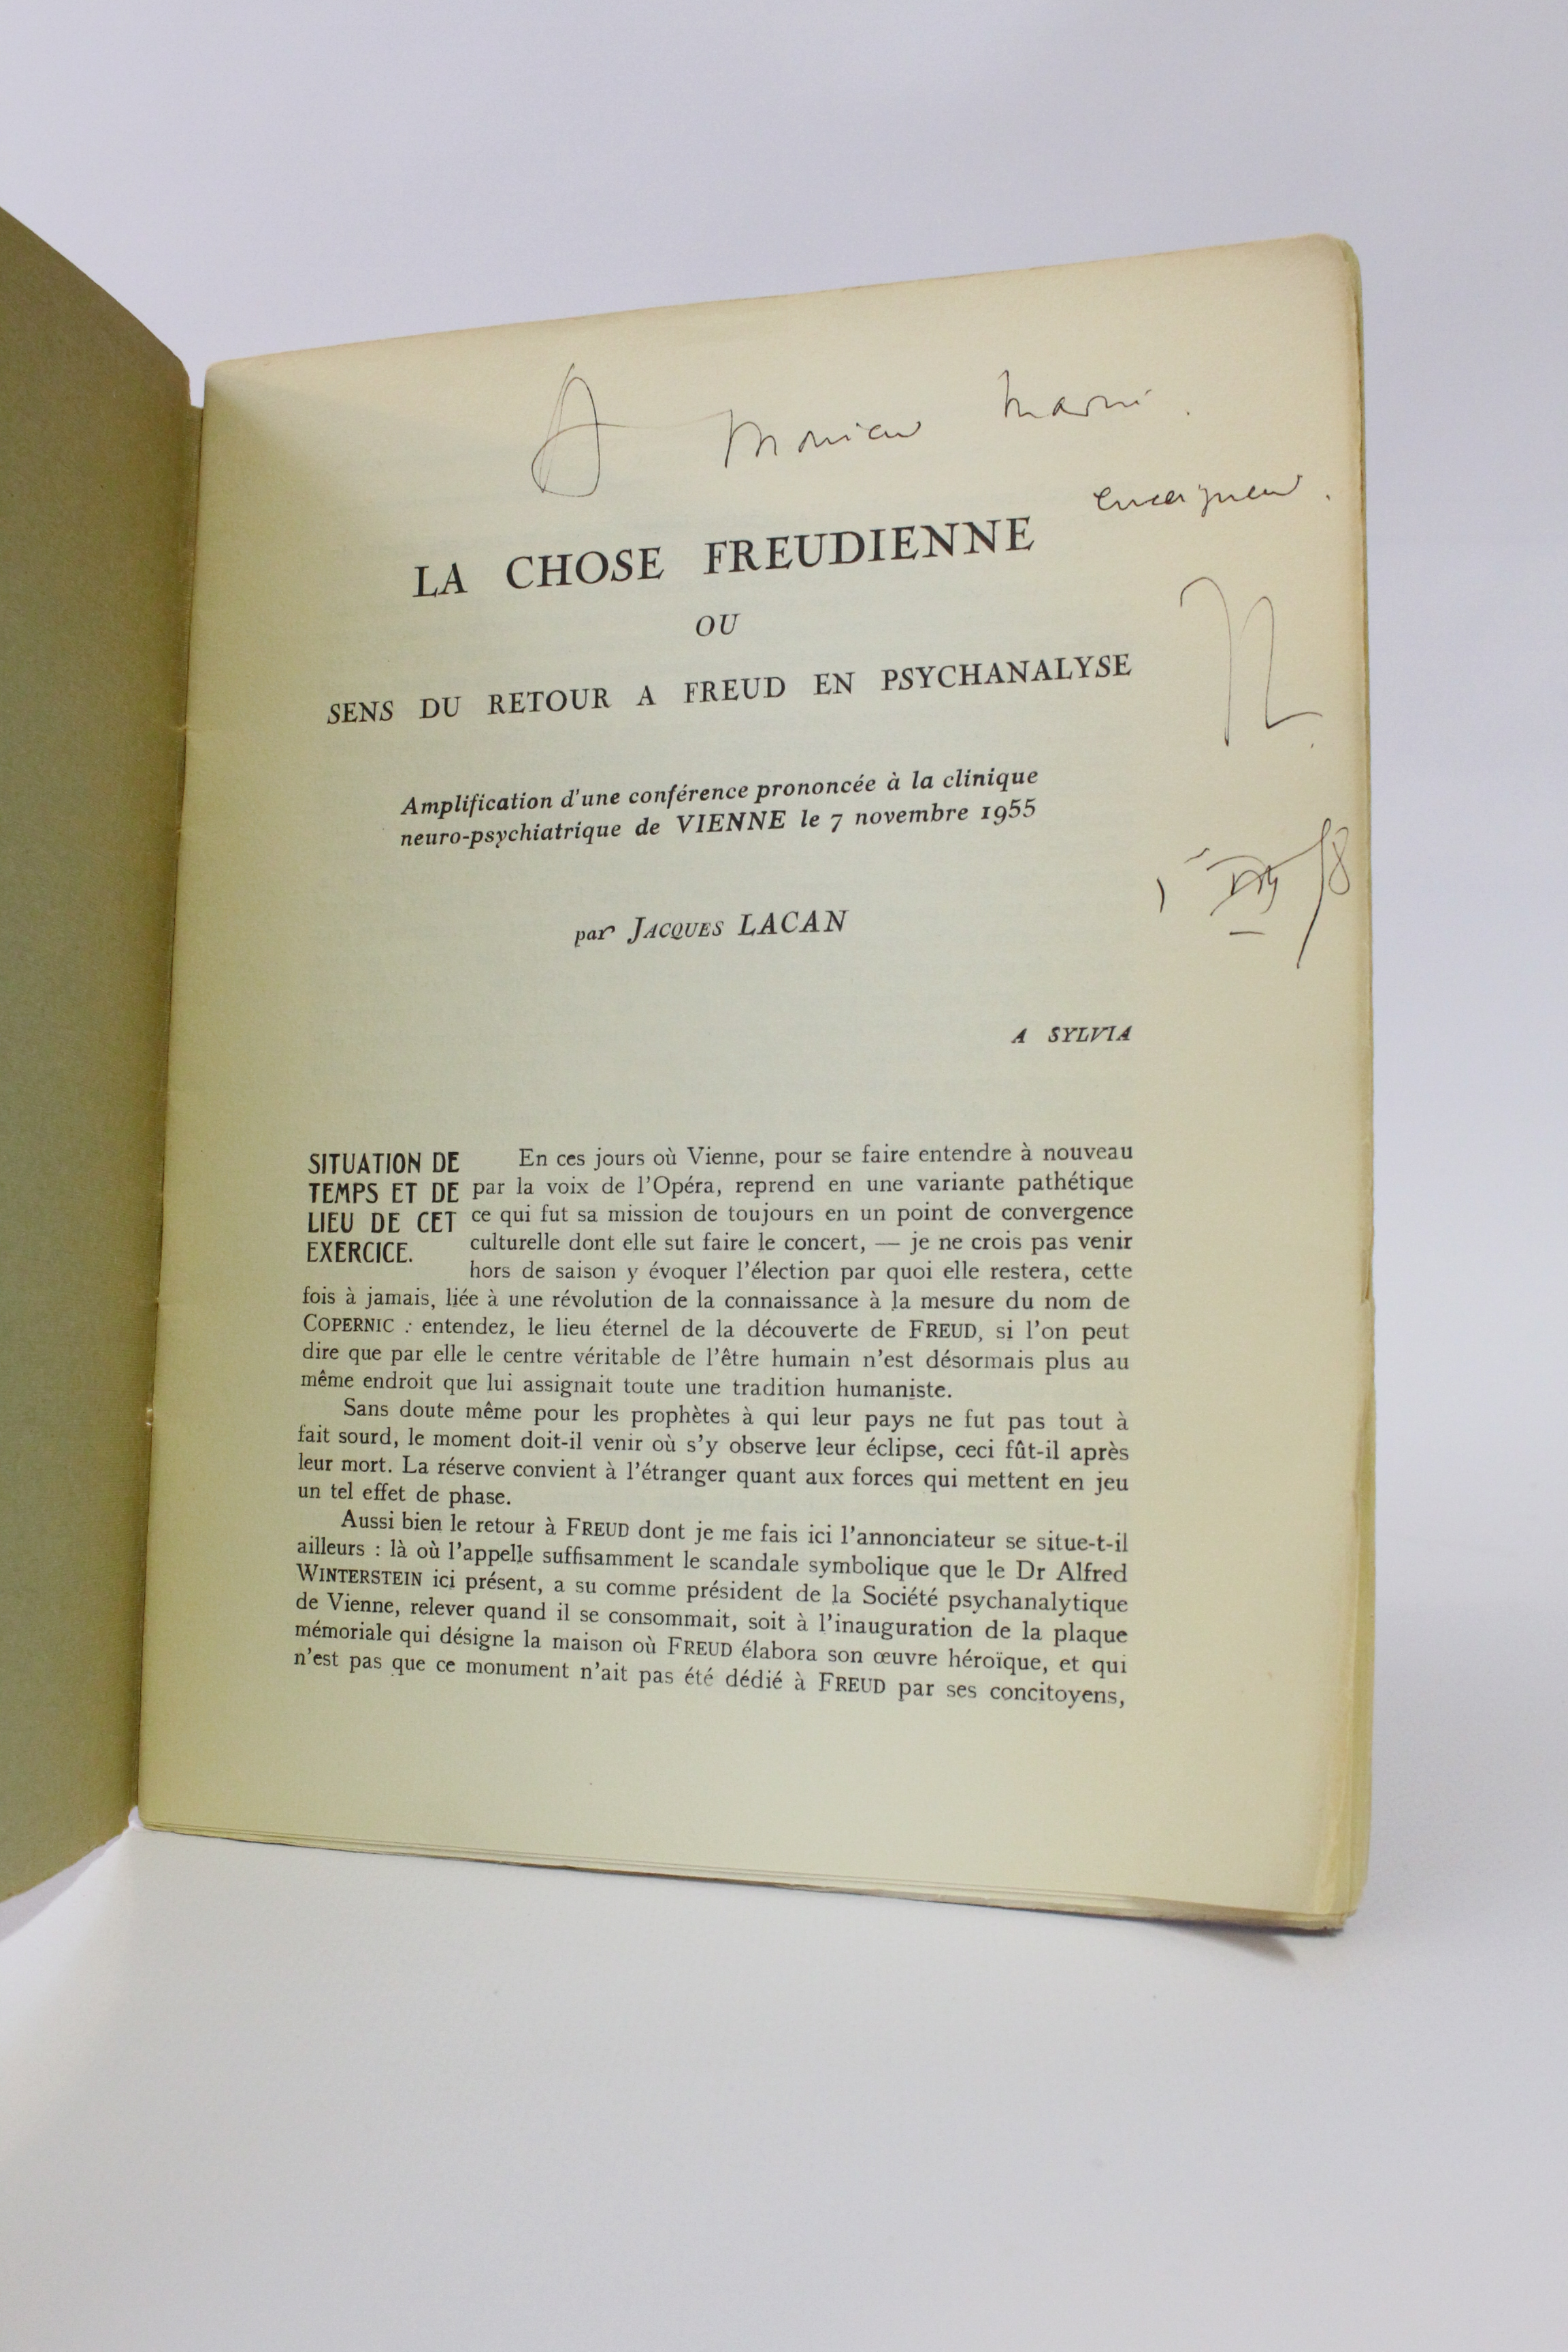 A Monsieur
LA CHOSE FREUDIENNE
OU
SENS DU RETOUR A FREUD EN PSYCHANALYSE
Amplification d'une conférence prononcée à la clinique
neuro-psychiatrique de VIENNE le 7 novembre 1955
par JACQUES LACAN
A SYLVIA
SITUATION DE
TEMPS ET DE
LIEU DE CET
EXERCICE.
En ces jours où Vienne, pour se faire entendre à nouveau
par la voix de l'Opéra, reprend en une variante pathétique
ce qui fut sa mission de toujours en un point de convergence
culturelle dont elle sut faire le concert, — je ne crois pas venir
hors de saison y évoquer l'élection par quoi elle restera, cette
fois à jamais, liée à une révolution de la connaissance à la mesure du nom de
COPERNIC : entendez, le lieu éternel de la découverte de FREUD, si l'on peut
dire que par elle le centre véritable de l'être humain n'est désormais plus au
même endroit que lui assignait toute une tradition humaniste.
Sans doute même pour les prophètes à qui leur pays ne fut pas tout à
fait sourd, le moment doit-il venir où s'y observe leur éclipse, ceci fût-il après
leur mort. La réserve convient à l'étranger quant aux forces qui mettent en jeu
un tel effet de phase.
Aussi bien le retour à FREUD dont je me fais ici l'annonciateur se situe-t-il
ailleurs : là où l'appelle suffisamment le scandale symbolique que le Dr Alfred
WINTERSTEIN ici présent, a su comme président de la Société psychanalytique
de Vienne, relever quand il se consommait, soit à l'inauguration de la plaque
mémoriale qui désigne la maison où FREUD élabora son œuvre héroïque, et qui
n'est pas que ce monument n'ait pas été dédié à FREUD par ses concitoyens,